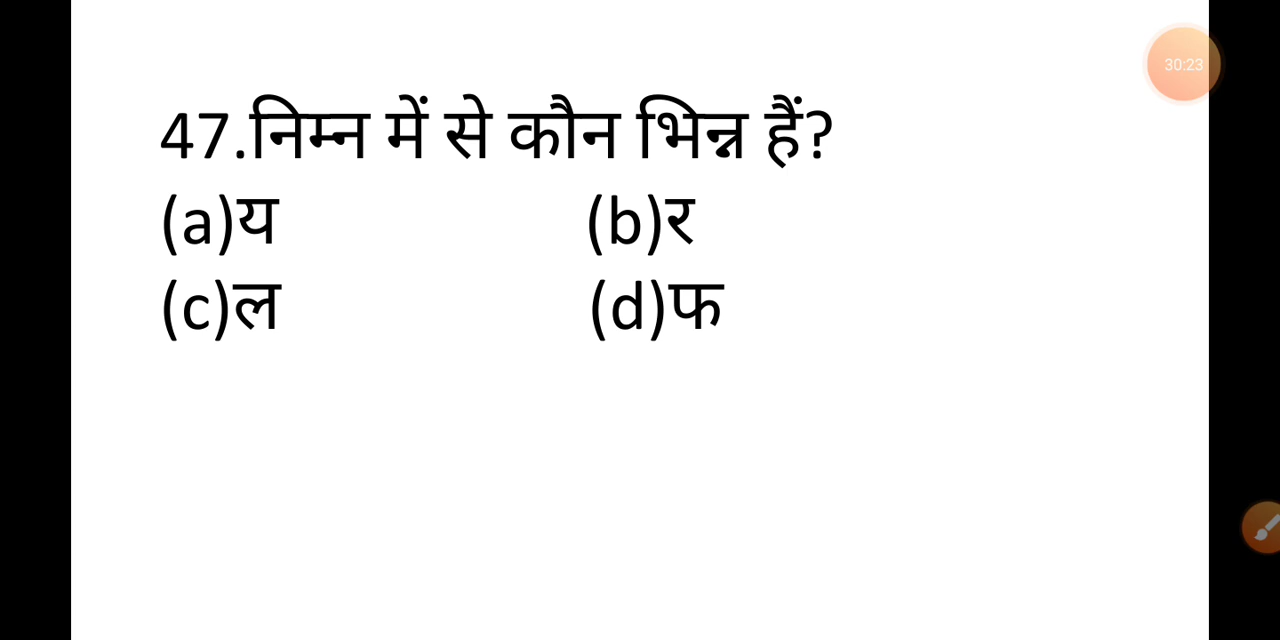 30:23
47.निम्न में से कौन भिन्न हैं?
(a)य (b)र
(c)ल (d)फ